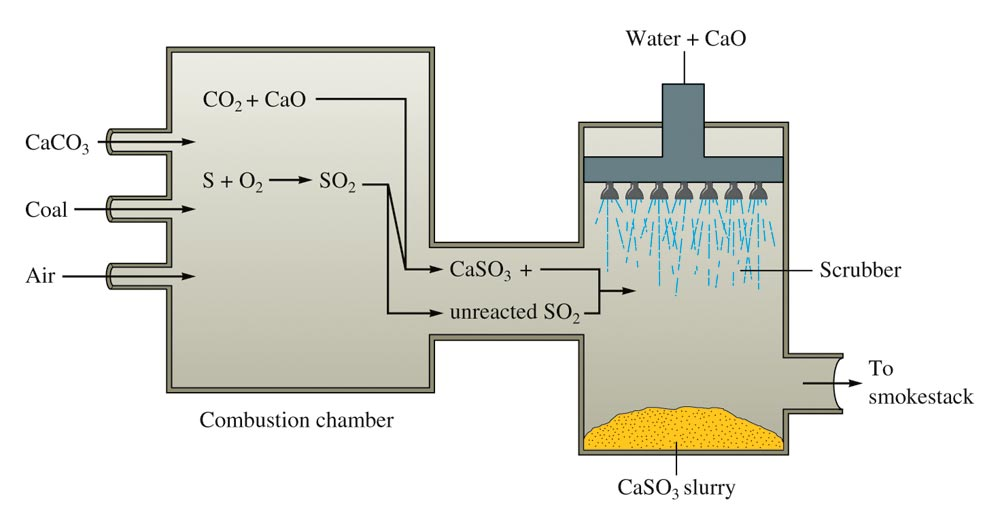 Water + CaO
CO₂ + CaO
CaCO₃
S + O₂ → SO₂
Coal
Air
CaSO₃ +
Scrubber
unreacted SO₂
To
smokestack
Combustion chamber
CaSO₃ slurry